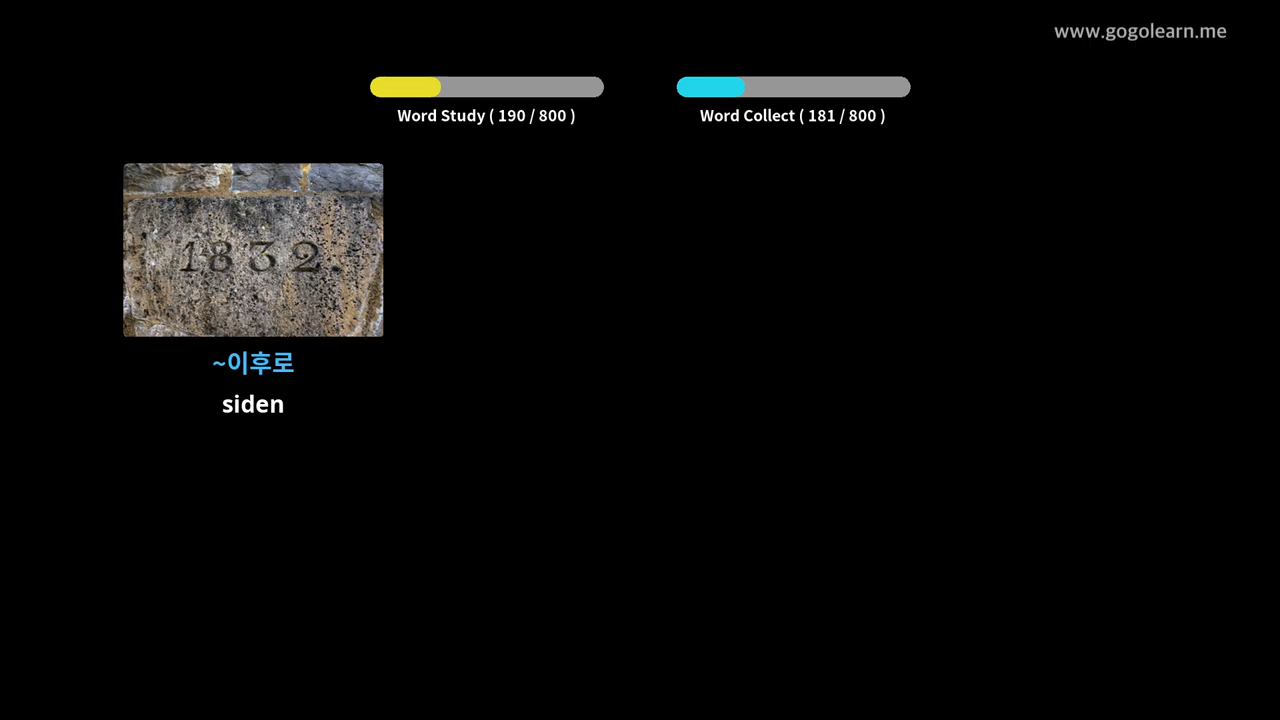 www.gogolearn.me
Word Study ( 190 / 800 )
Word Collect ( 181 / 800 )
1832.
~이후로
siden